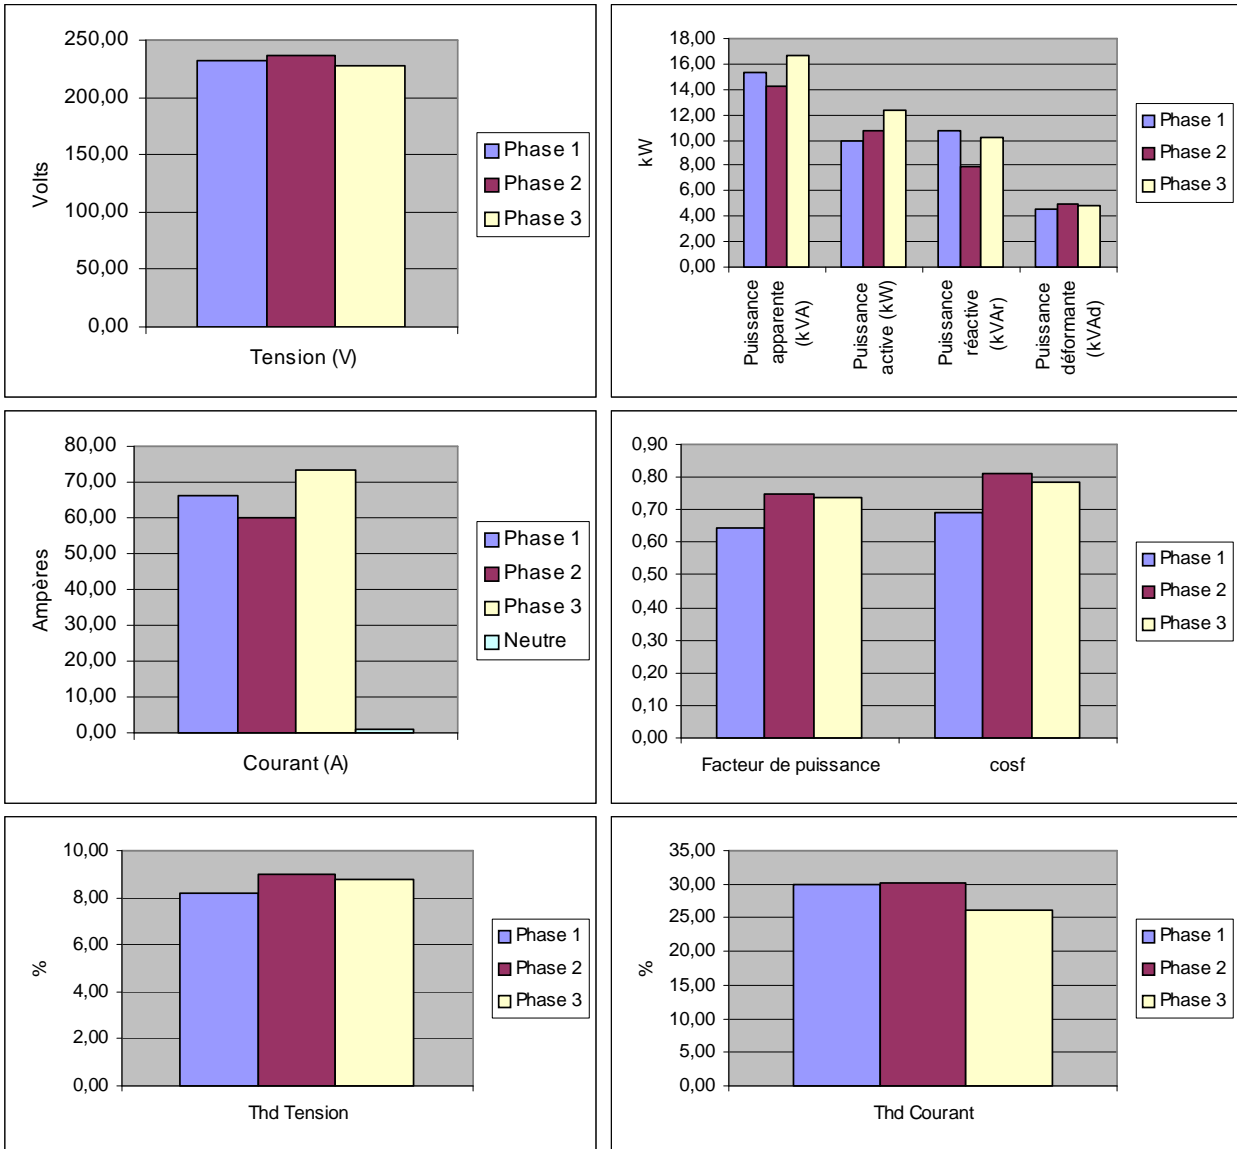 250,00
200,00
150,00
100,00
50,00
0,00
Volts
Tension (V)
Phase 1
Phase 2
Phase 3
18,00
16,00
14,00
12,00
10,00
8,00
6,00
4,00
2,00
0,00
kW
Puissance
apparente
(kVA)
Puissance
active (kW)
Puissance
réactive
(kVAr)
Puissance
déformante
(kVAd)
Phase 1
Phase 2
Phase 3
80,00
70,00
60,00
50,00
40,00
30,00
20,00
10,00
0,00
Ampères
Courant (A)
Phase 1
Phase 2
Phase 3
Neutre
0,90
0,80
0,70
0,60
0,50
0,40
0,30
0,20
0,10
0,00
Facteur de puissance
cosf
Phase 1
Phase 2
Phase 3
10,00
8,00
6,00
4,00
2,00
0,00
%
Thd Tension
Phase 1
Phase 2
Phase 3
35,00
30,00
25,00
20,00
15,00
10,00
5,00
0,00
%
Thd Courant
Phase 1
Phase 2
Phase 3